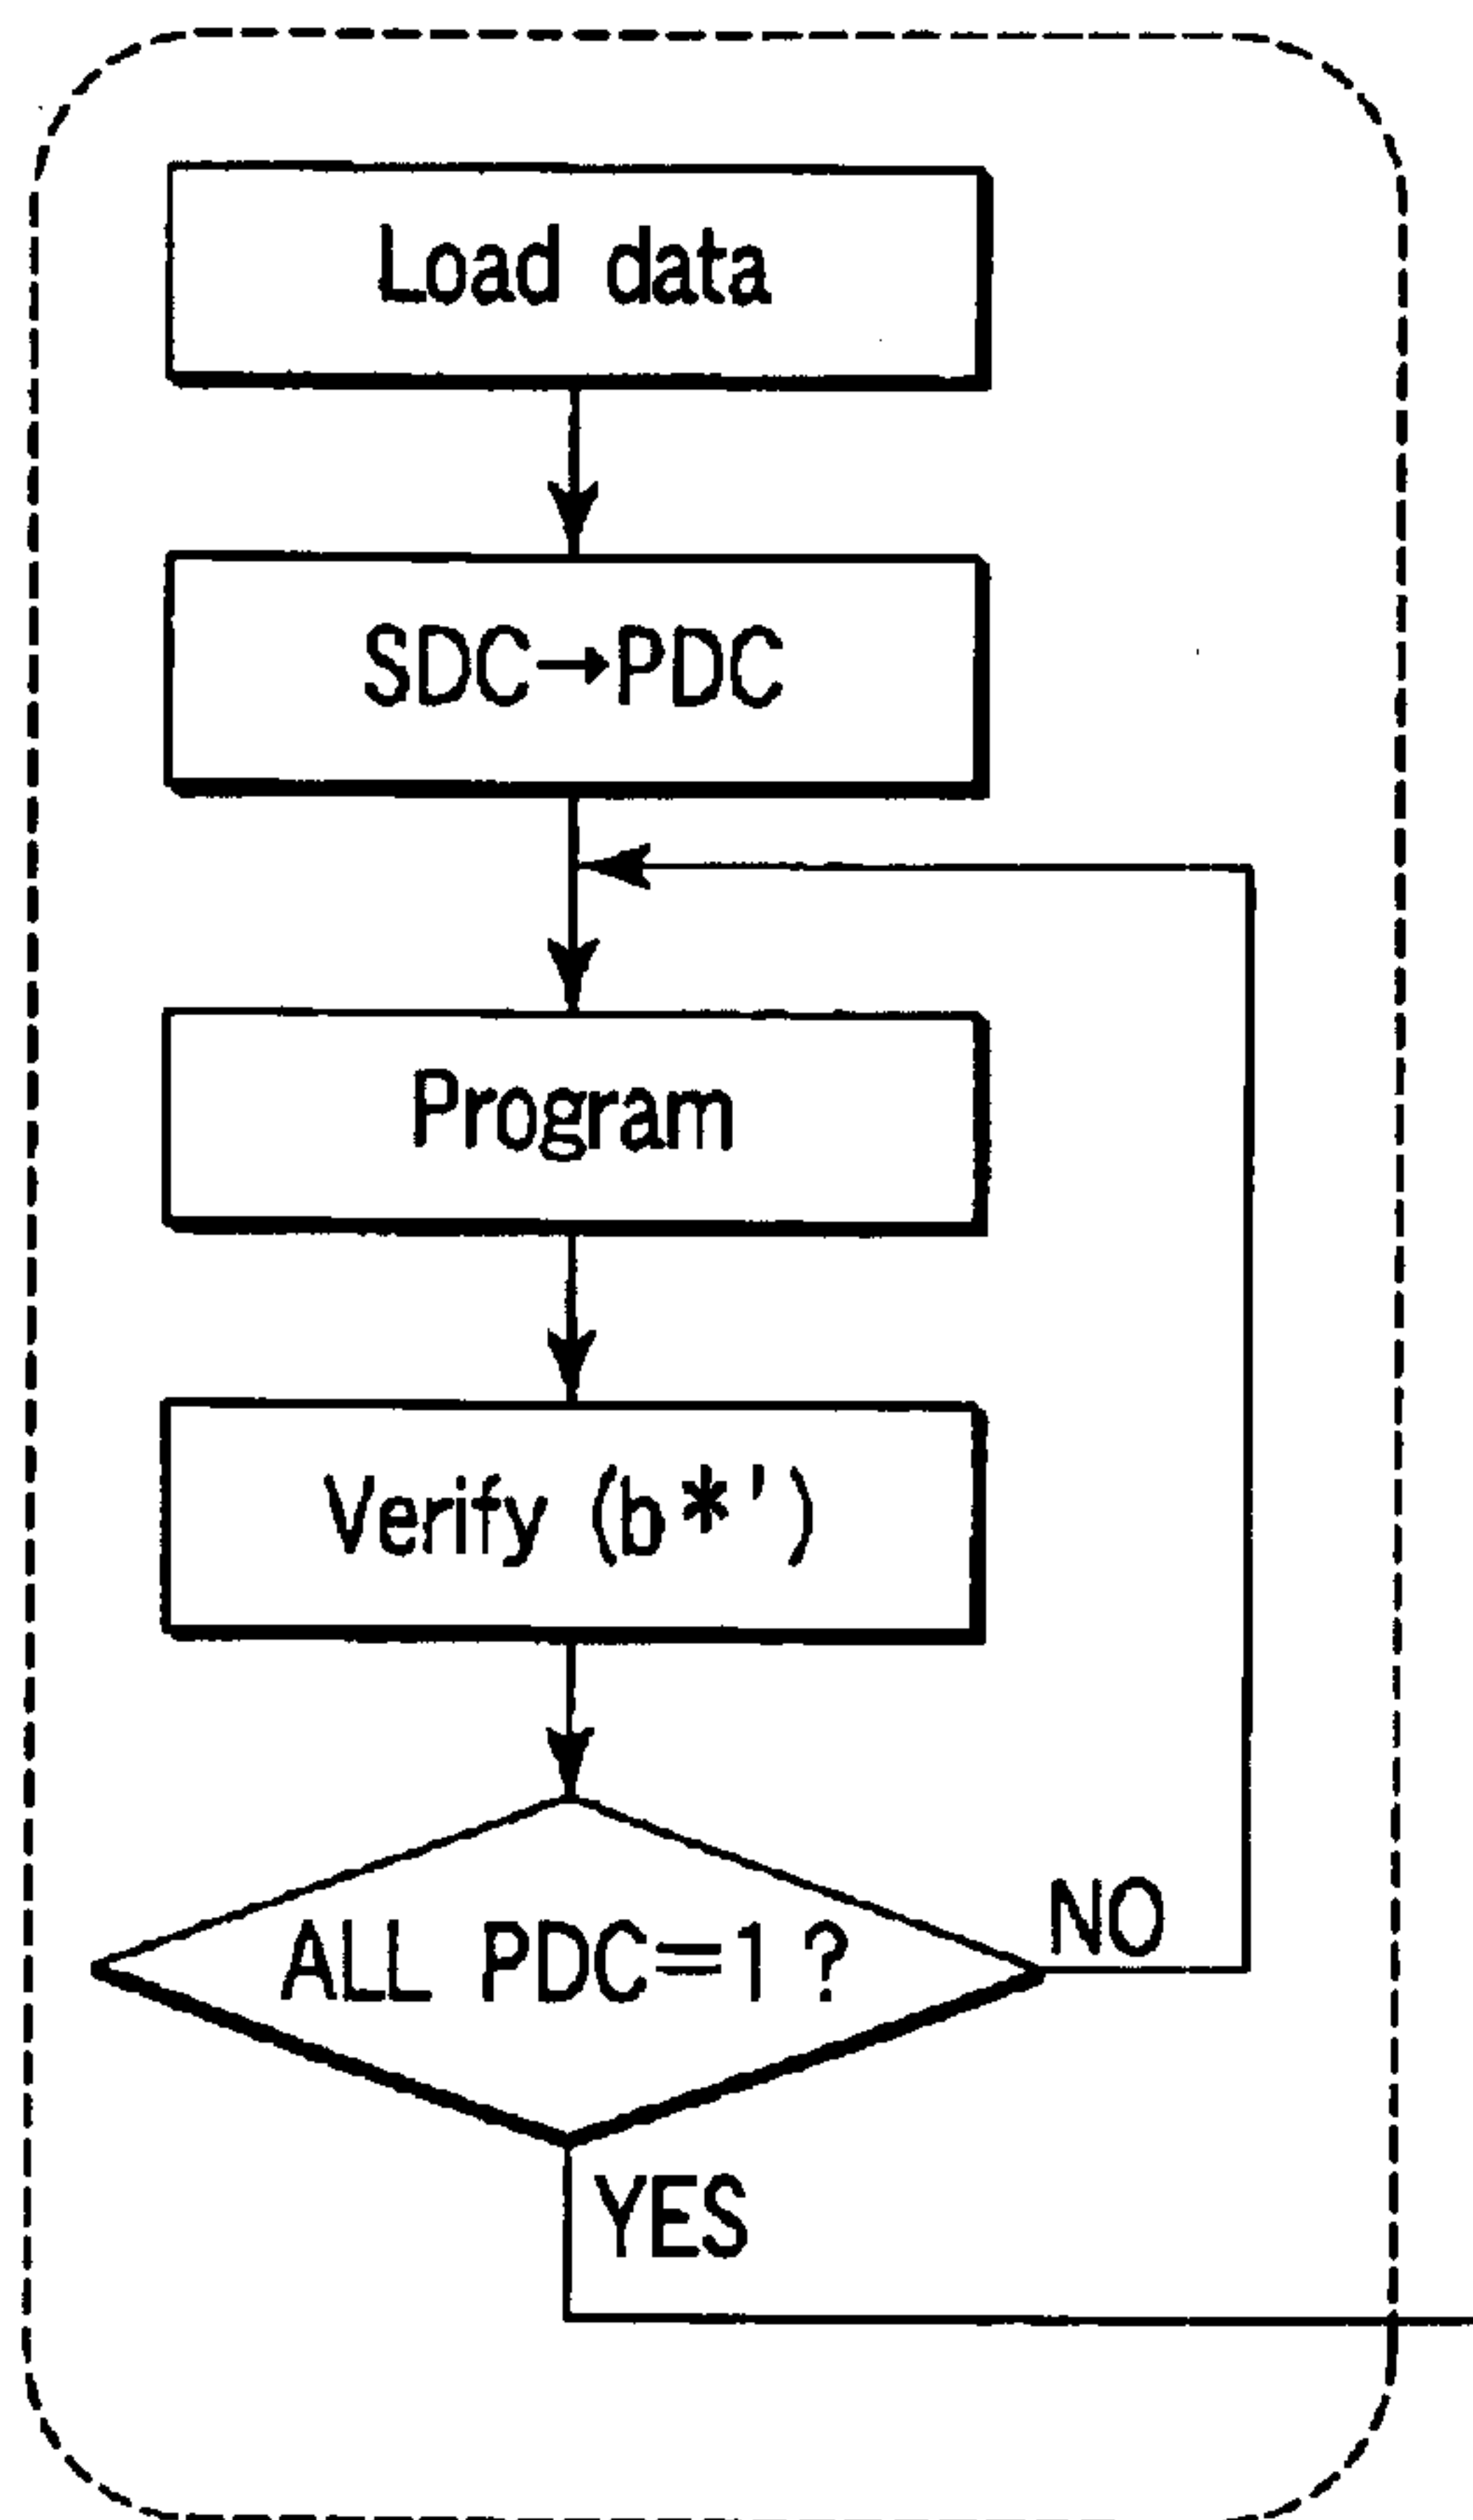 Load data
SDC→PDC
Program
Verify (b*')
ALL PDC=1?
NO
YES